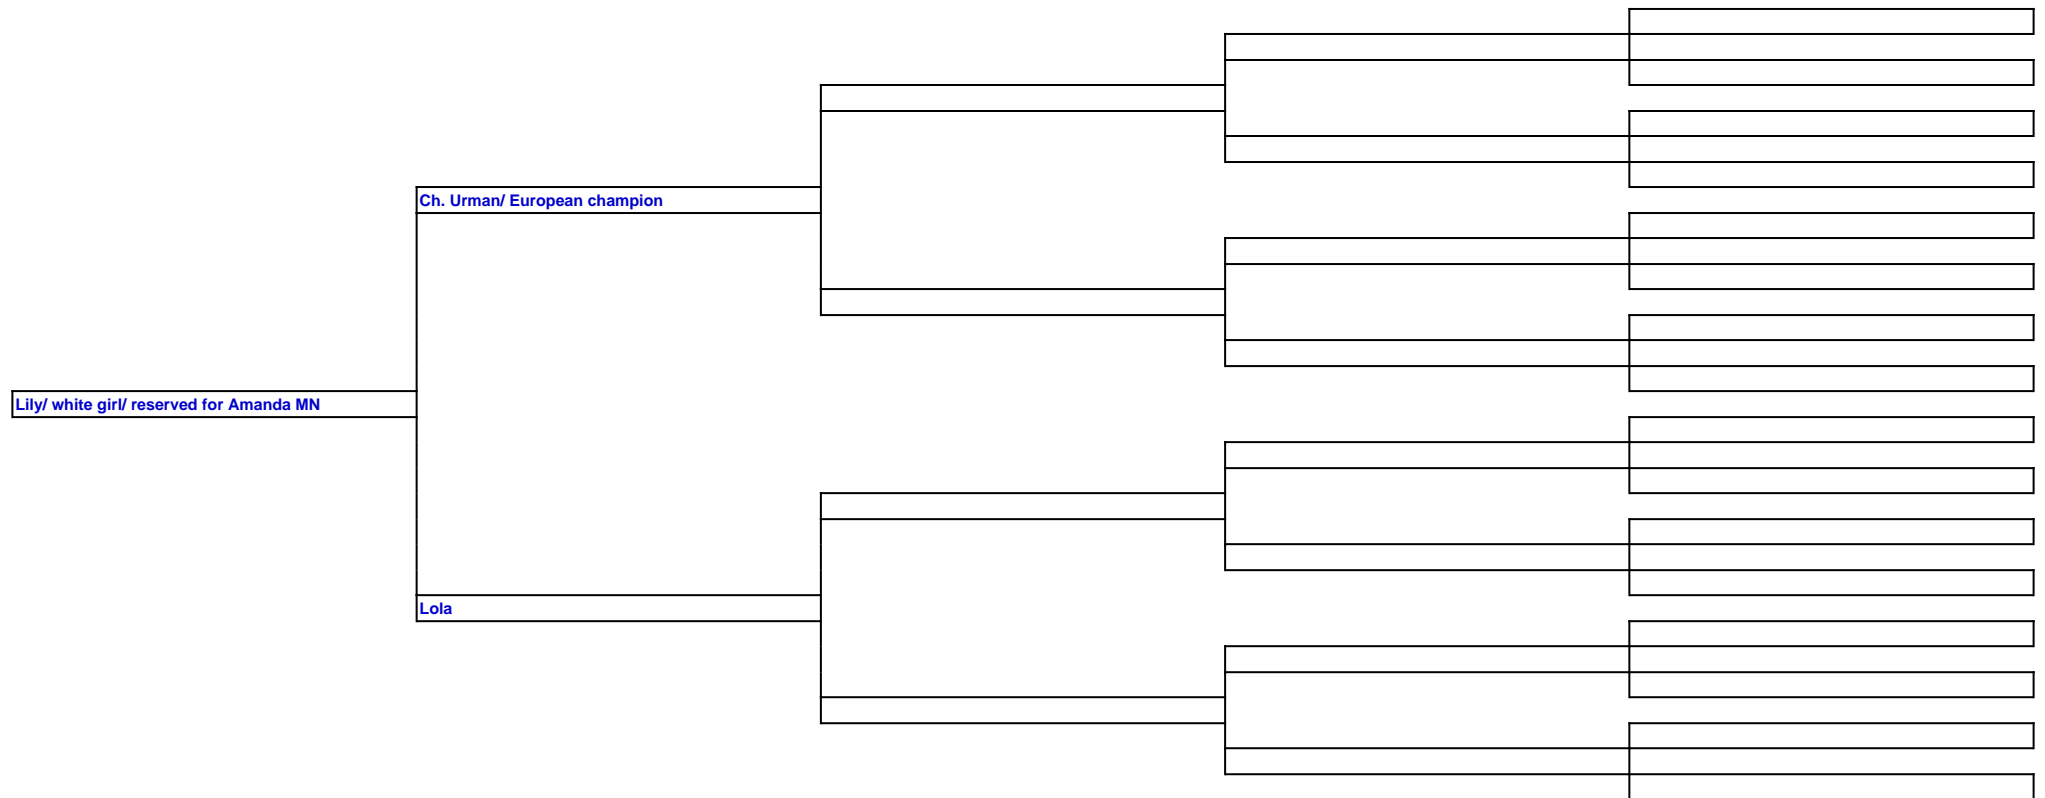 Ch. Urman/ European champion
Lily/ white girl/ reserved for Amanda MN
Lola